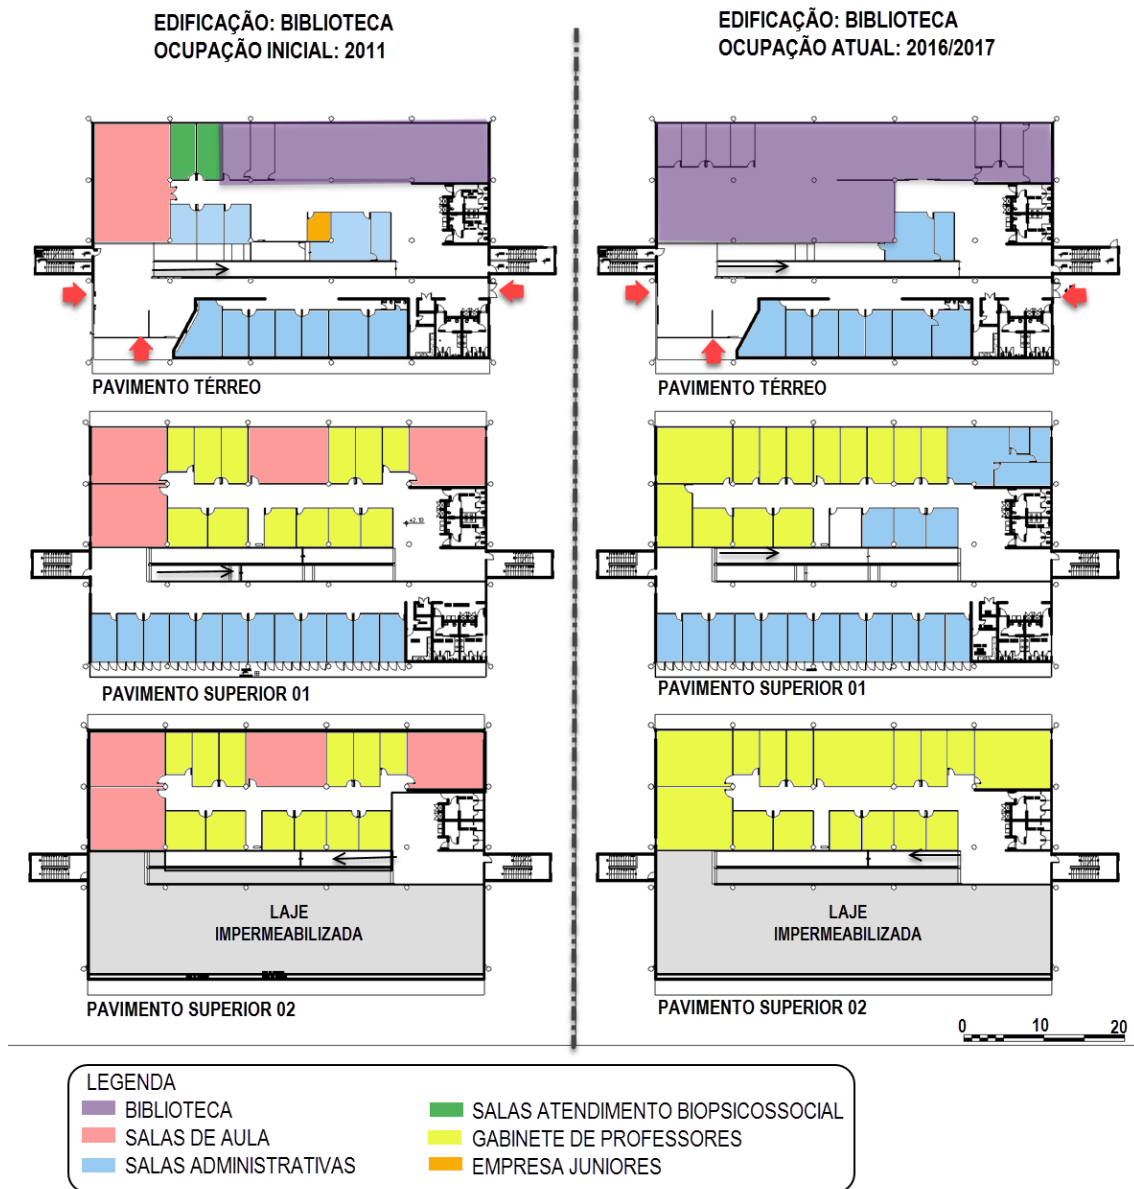 EDIFICAÇÃO: BIBLIOTECA
OCUPAÇÃO INICIAL: 2011
PAVIMENTO TÉRREO
PAVIMENTO SUPERIOR 01
LAJE
IMPERMEABILIZADA
PAVIMENTO SUPERIOR 02
EDIFICAÇÃO: BIBLIOTECA
OCUPAÇÃO ATUAL: 2016/2017
PAVIMENTO TÉRREO
PAVIMENTO SUPERIOR 01
LAJE
IMPERMEABILIZADA
PAVIMENTO SUPERIOR 02
0 10 20
LEGENDA
BIBLIOTECA
SALAS DE AULA
SALAS ADMINISTRATIVAS
SALAS ATENDIMENTO BIOPSICOSSOCIAL
GABINETE DE PROFESSORES
EMPRESA JUNIORES